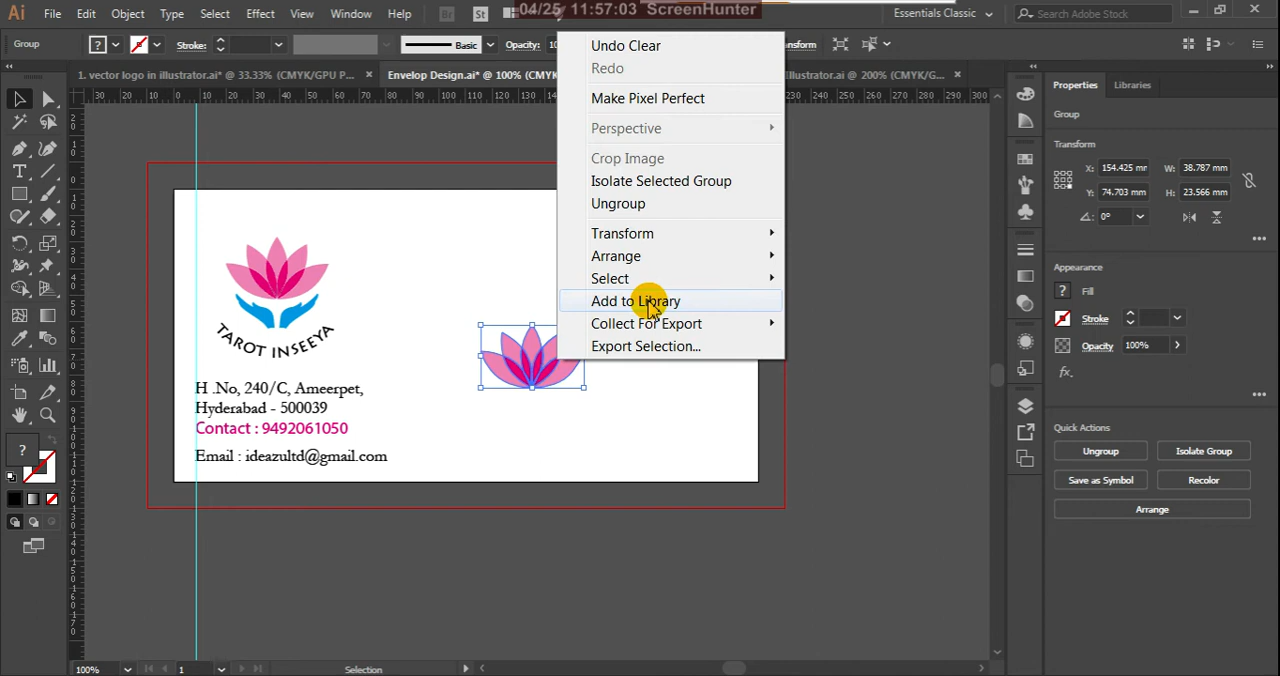 04/25 11:57:03 ScreenHunter
Ai File Edit Object Type Select Effect View Window Help Br St Essentials Classic Search Adobe Stock
Group ? Stroke: Basic Opacity:
1. vector logo in illustrator.ai* @ 33.33% (CMYK/GPU P... × Envelop Design.ai* @ 100% (CMYK
llustrator.ai @ 200% (CMYK/G... ×
Undo Clear
Redo
Make Pixel Perfect
Perspective
Crop Image
Isolate Selected Group
Ungroup
Transform
Arrange
Select
Add to Library
Collect For Export
Export Selection...
TAROT INSEEYA
H .No, 240/C, Ameerpet,
Hyderabad - 500039
Contact : 9492061050
Email : ideazultd@gmail.com
Properties Libraries
Group
Transform
X: 154.425 mm W: 38.787 mm
Y: 74.703 mm H: 23.566 mm
0°
Appearance
? Fill
Stroke
Opacity 100%
fx.
Quick Actions
Ungroup Isolate Group
Save as Symbol Recolor
Arrange
100% 1 Selection